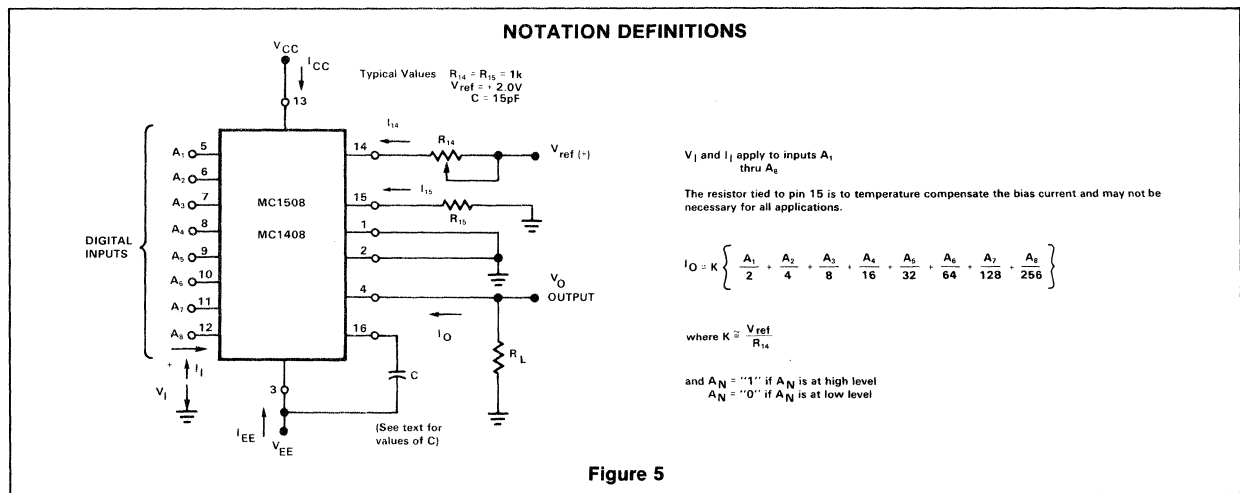 NOTATION DEFINITIONS
VCC
ICC
13
Typical Values R14 = R15 = 1k
Vref = + 2.0V
C = 15pF
DIGITAL
INPUTS
A1 5
A2 6
A3 7
A4 8
A5 9
A6 10
A7 11
A8 12
MC1508
MC1408
14
I14
R14
Vref (+)
15
I15
R15
1
2
4
VO
OUTPUT
IO
16
RL
C
+
II
VI
3
IEE
VEE
(See text for
values of C)
VI and II apply to inputs A1
thru A8
The resistor tied to pin 15 is to temperature compensate the bias current and may not be
necessary for all applications.
IO = K { A1/2 + A2/4 + A3/8 + A4/16 + A5/32 + A6/64 + A7/128 + A8/256 }
where K ≅ Vref/R14
and AN = "1" if AN is at high level
AN = "0" if AN is at low level
Figure 5